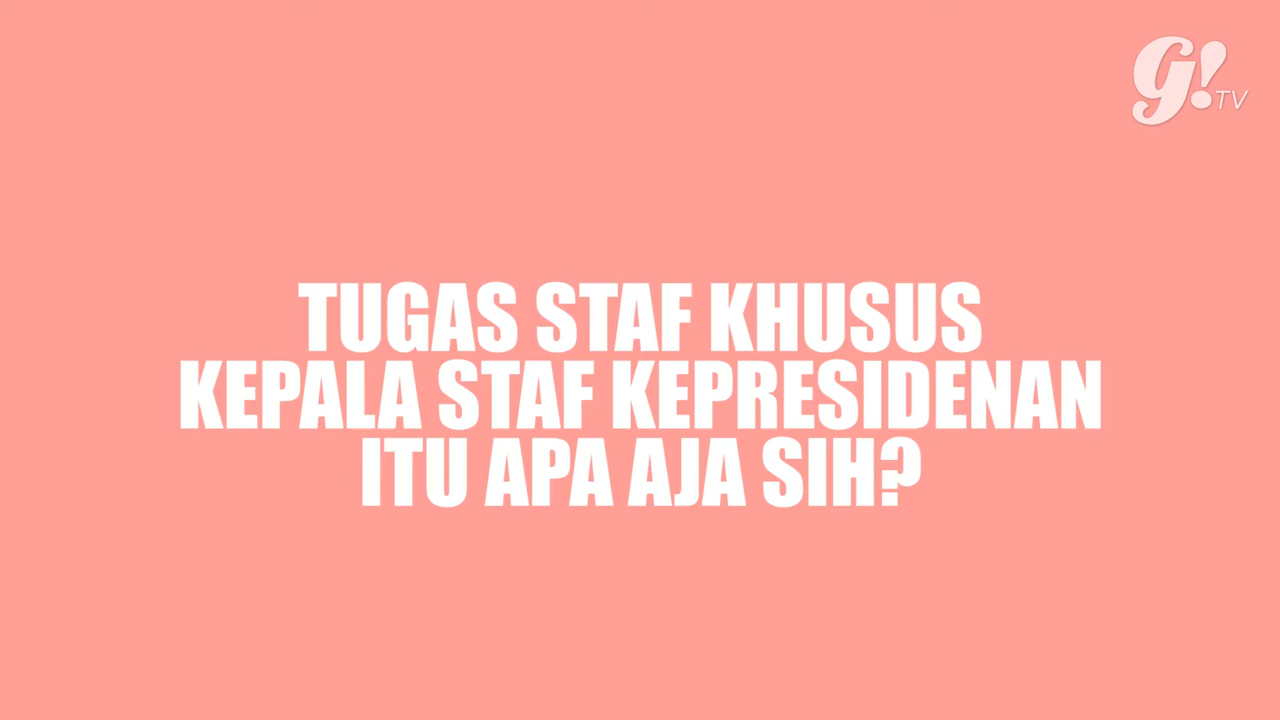 G! TV
TUGAS STAF KHUSUS
KEPALA STAF KEPRESIDENAN
ITU APA AJA SIH?